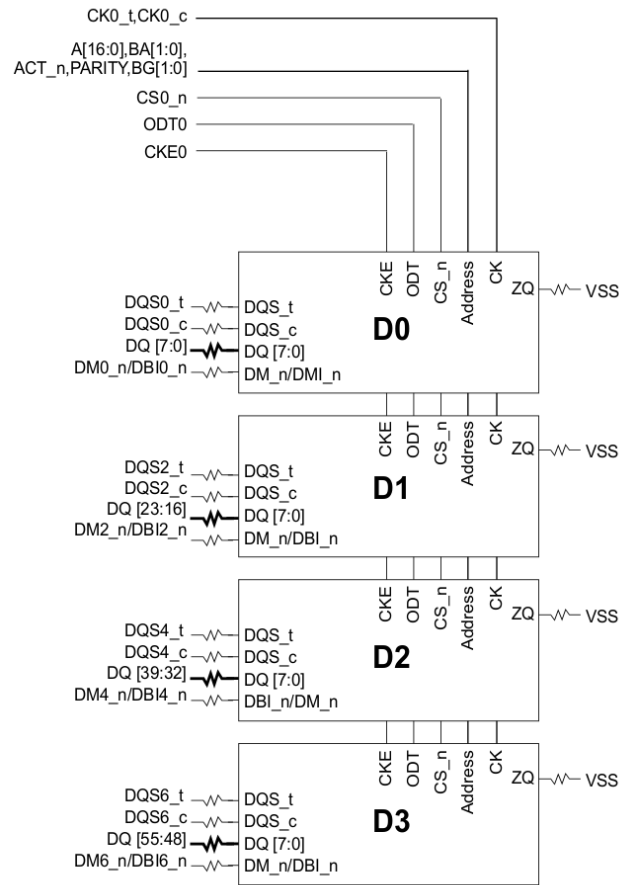 CK0_t,CK0_c
A[16:0],BA[1:0],
ACT_n,PARITY,BG[1:0]
CS0_n
ODT0
CKE0
CKE
ODT
CS_n
Address
CK
ZQ
VSS
D0
DQS0_t
DQS_t
DQS0_c
DQS_c
DQ [7:0]
DQ [7:0]
DM0_n/DBI0_n
DM_n/DMI_n
CKE
ODT
CS_n
Address
CK
ZQ
VSS
D1
DQS2_t
DQS_t
DQS2_c
DQS_c
DQ [23:16]
DQ [7:0]
DM2_n/DBI2_n
DM_n/DBI_n
CKE
ODT
CS_n
Address
CK
ZQ
VSS
D2
DQS4_t
DQS_t
DQS4_c
DQS_c
DQ [39:32]
DQ [7:0]
DM4_n/DBI4_n
DBI_n/DM_n
CKE
ODT
CS_n
Address
CK
ZQ
VSS
D3
DQS6_t
DQS_t
DQS6_c
DQS_c
DQ [55:48]
DQ [7:0]
DM6_n/DBI6_n
DM_n/DBI_n